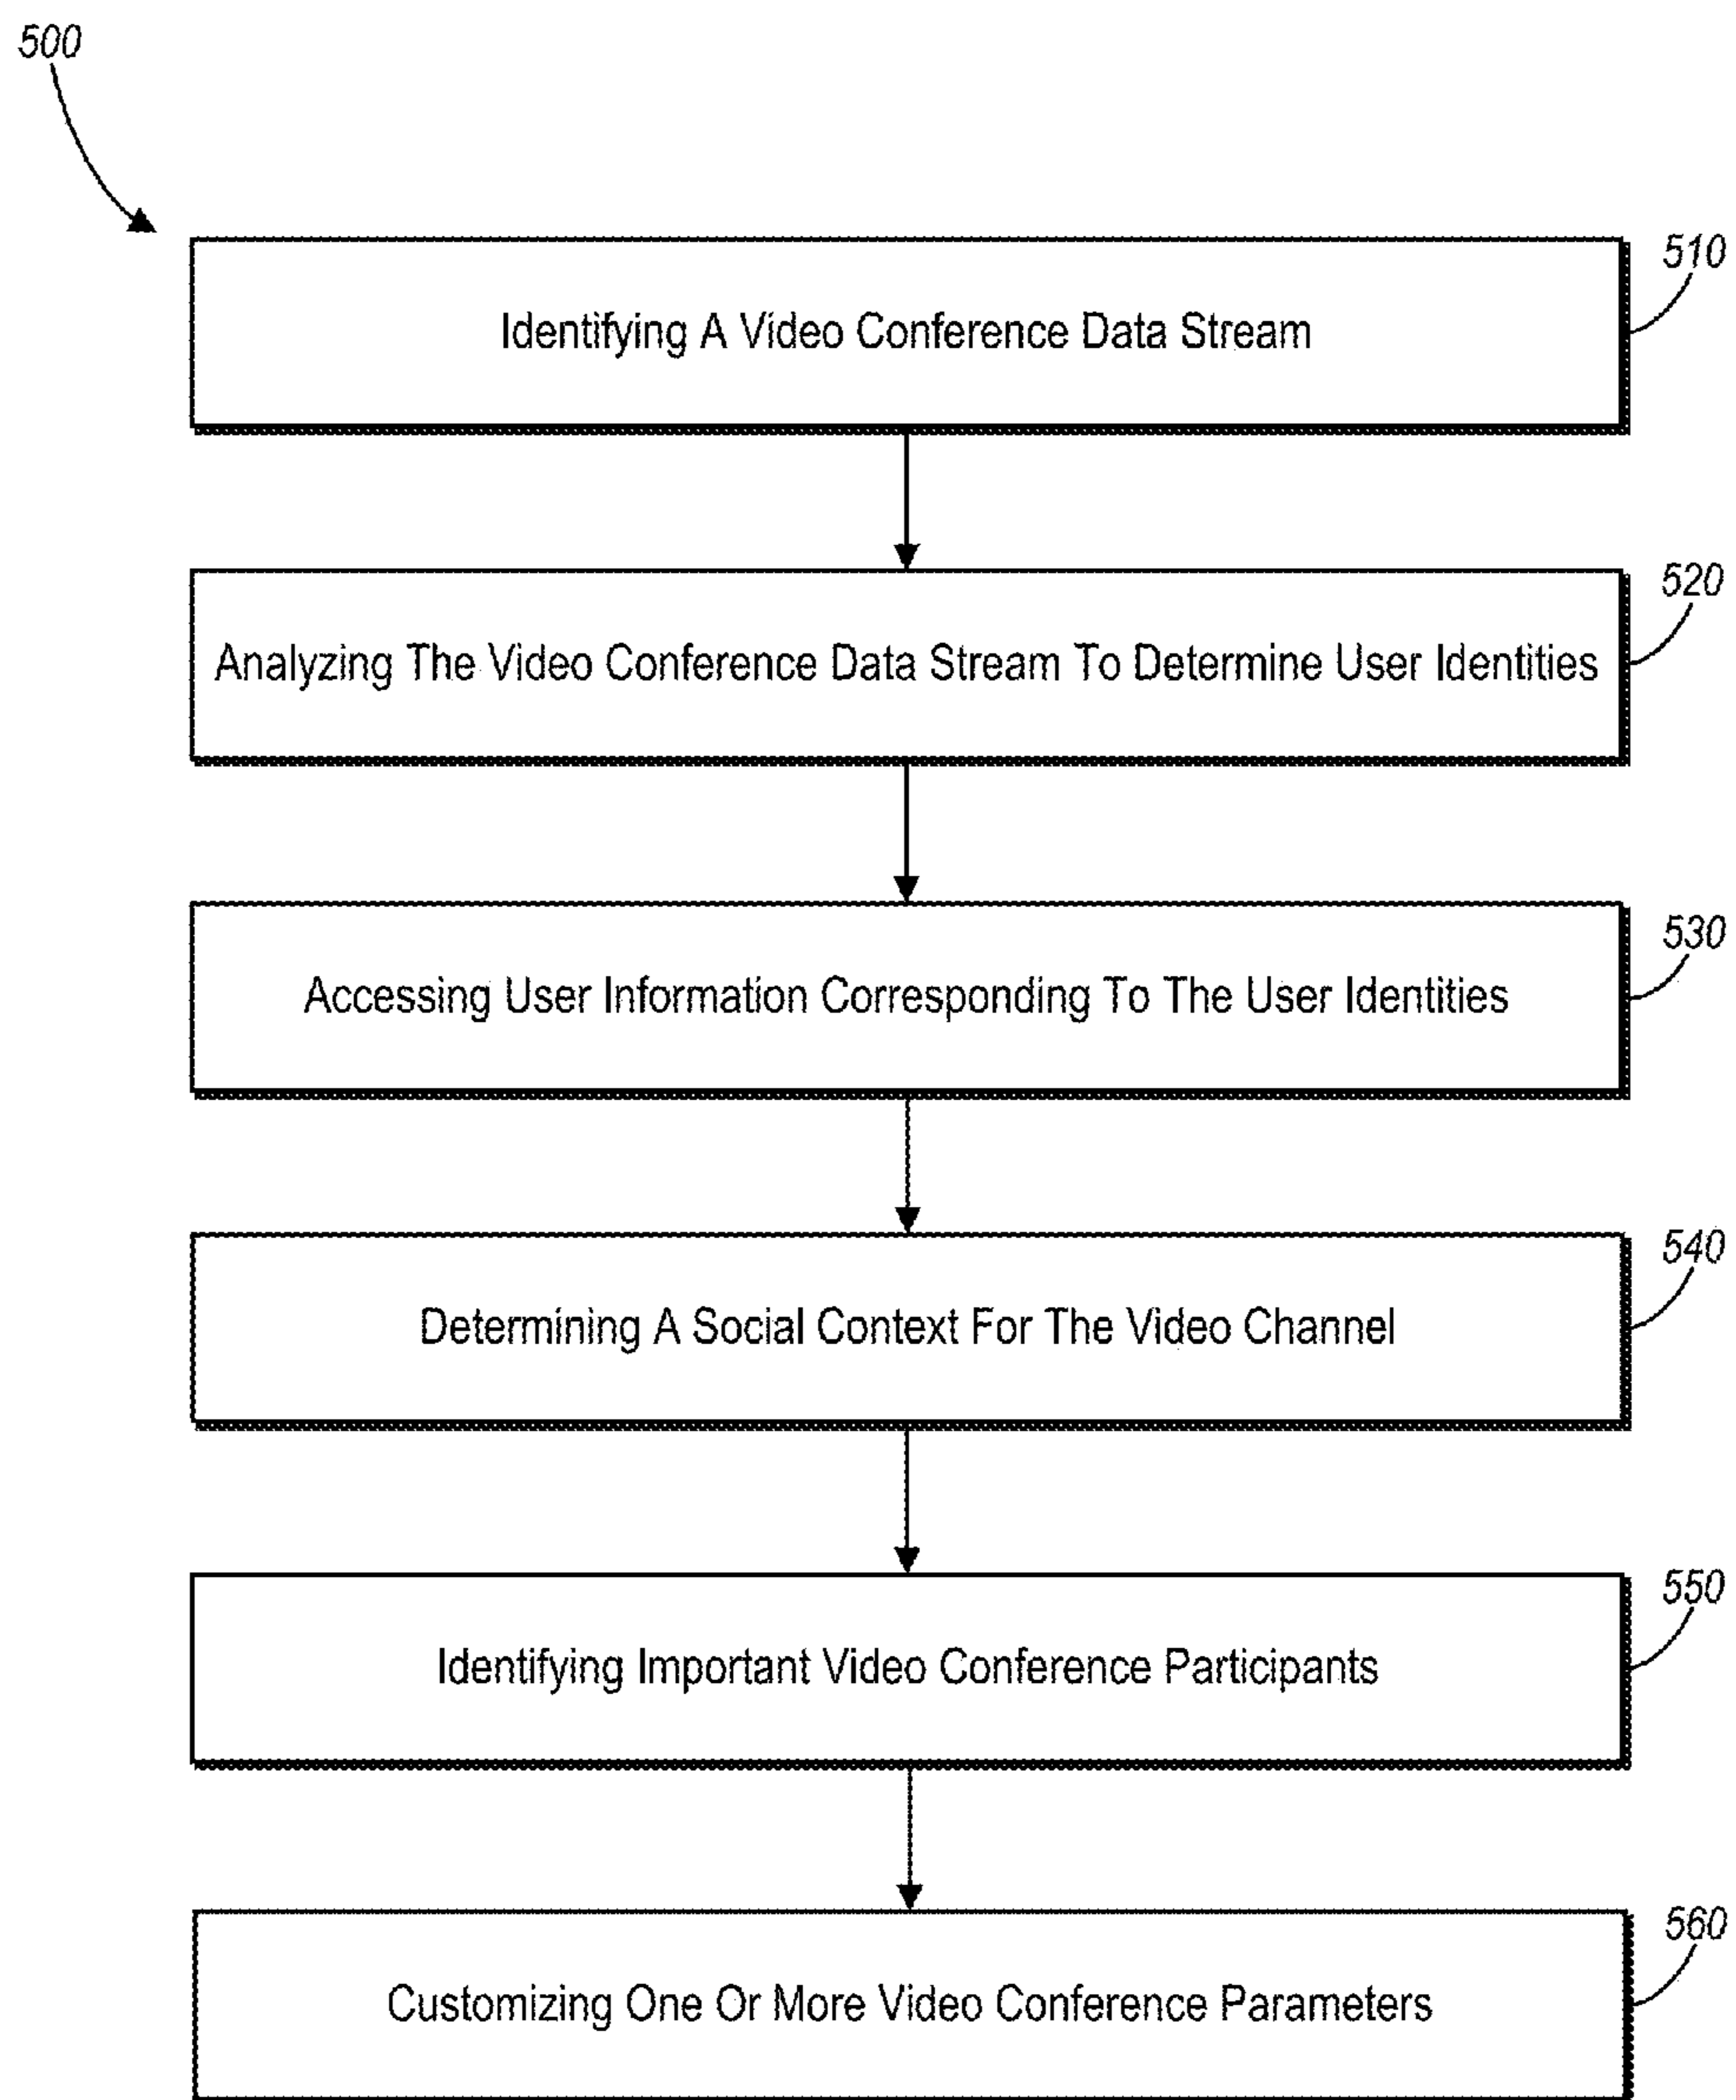 500
510
Identifying A Video Conference Data Stream
520
Analyzing The Video Conference Data Stream To Determine User Identities
530
Accessing User Information Corresponding To The User Identities
540
Determining A Social Context For The Video Channel
550
Identifying Important Video Conference Participants
560
Customizing One Or More Video Conference Parameters